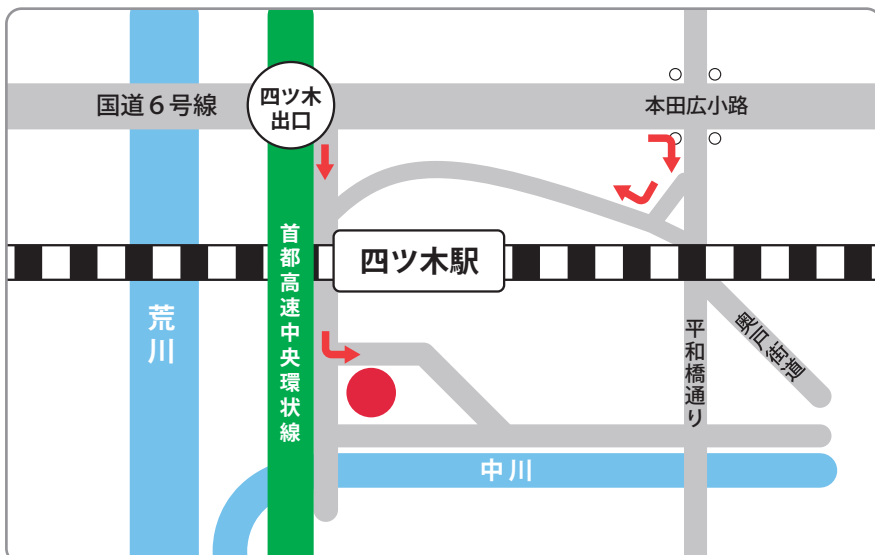 国道６号線
四ツ木
出口
本田広小路
四ツ木駅
首都高速中央環状線
荒川
平和橋通り
奥戸街道
中川